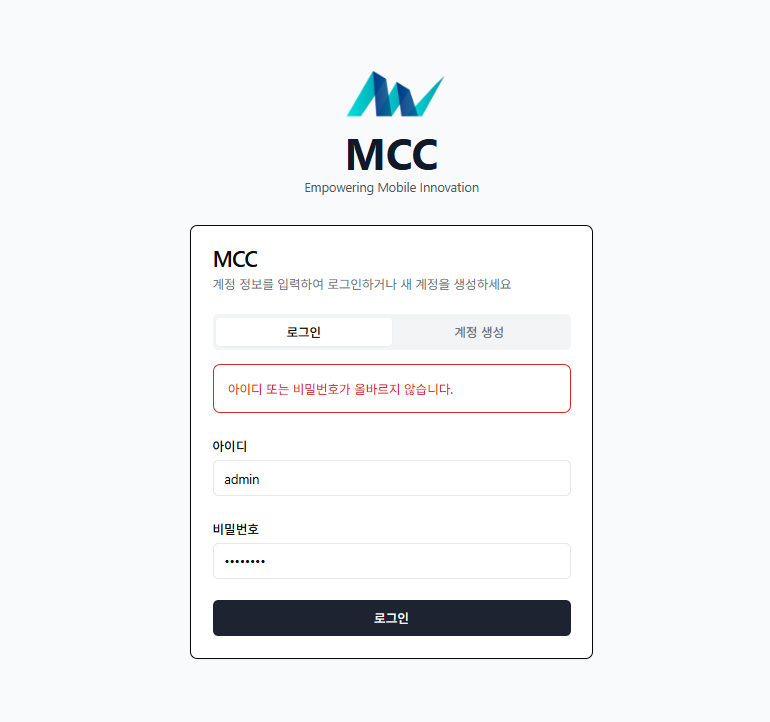 MCC
Empowering Mobile Innovation
MCC
계정 정보를 입력하여 로그인하거나 새 계정을 생성하세요
로그인 계정 생성
아이디 또는 비밀번호가 올바르지 않습니다.
아이디
admin
비밀번호
••••••••
로그인